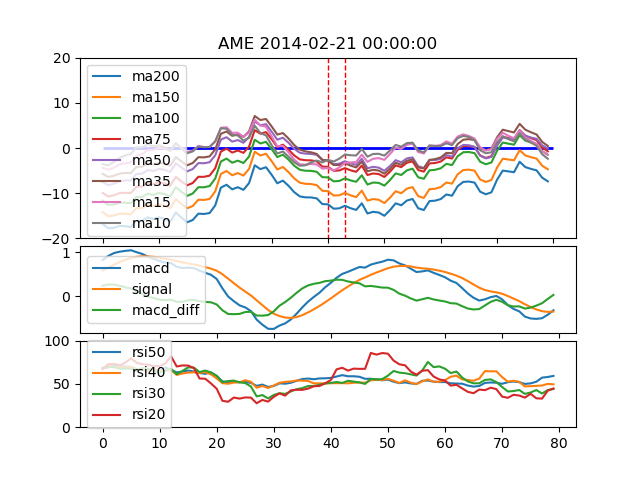 AME 2014-02-21 00:00:00
20
10
0
−10
−20
ma200
ma150
ma100
ma75
ma50
ma35
ma15
ma10
1
0
macd
signal
macd_diff
100
50
0
rsi50
rsi40
rsi30
rsi20
0 10 20 30 40 50 60 70 80